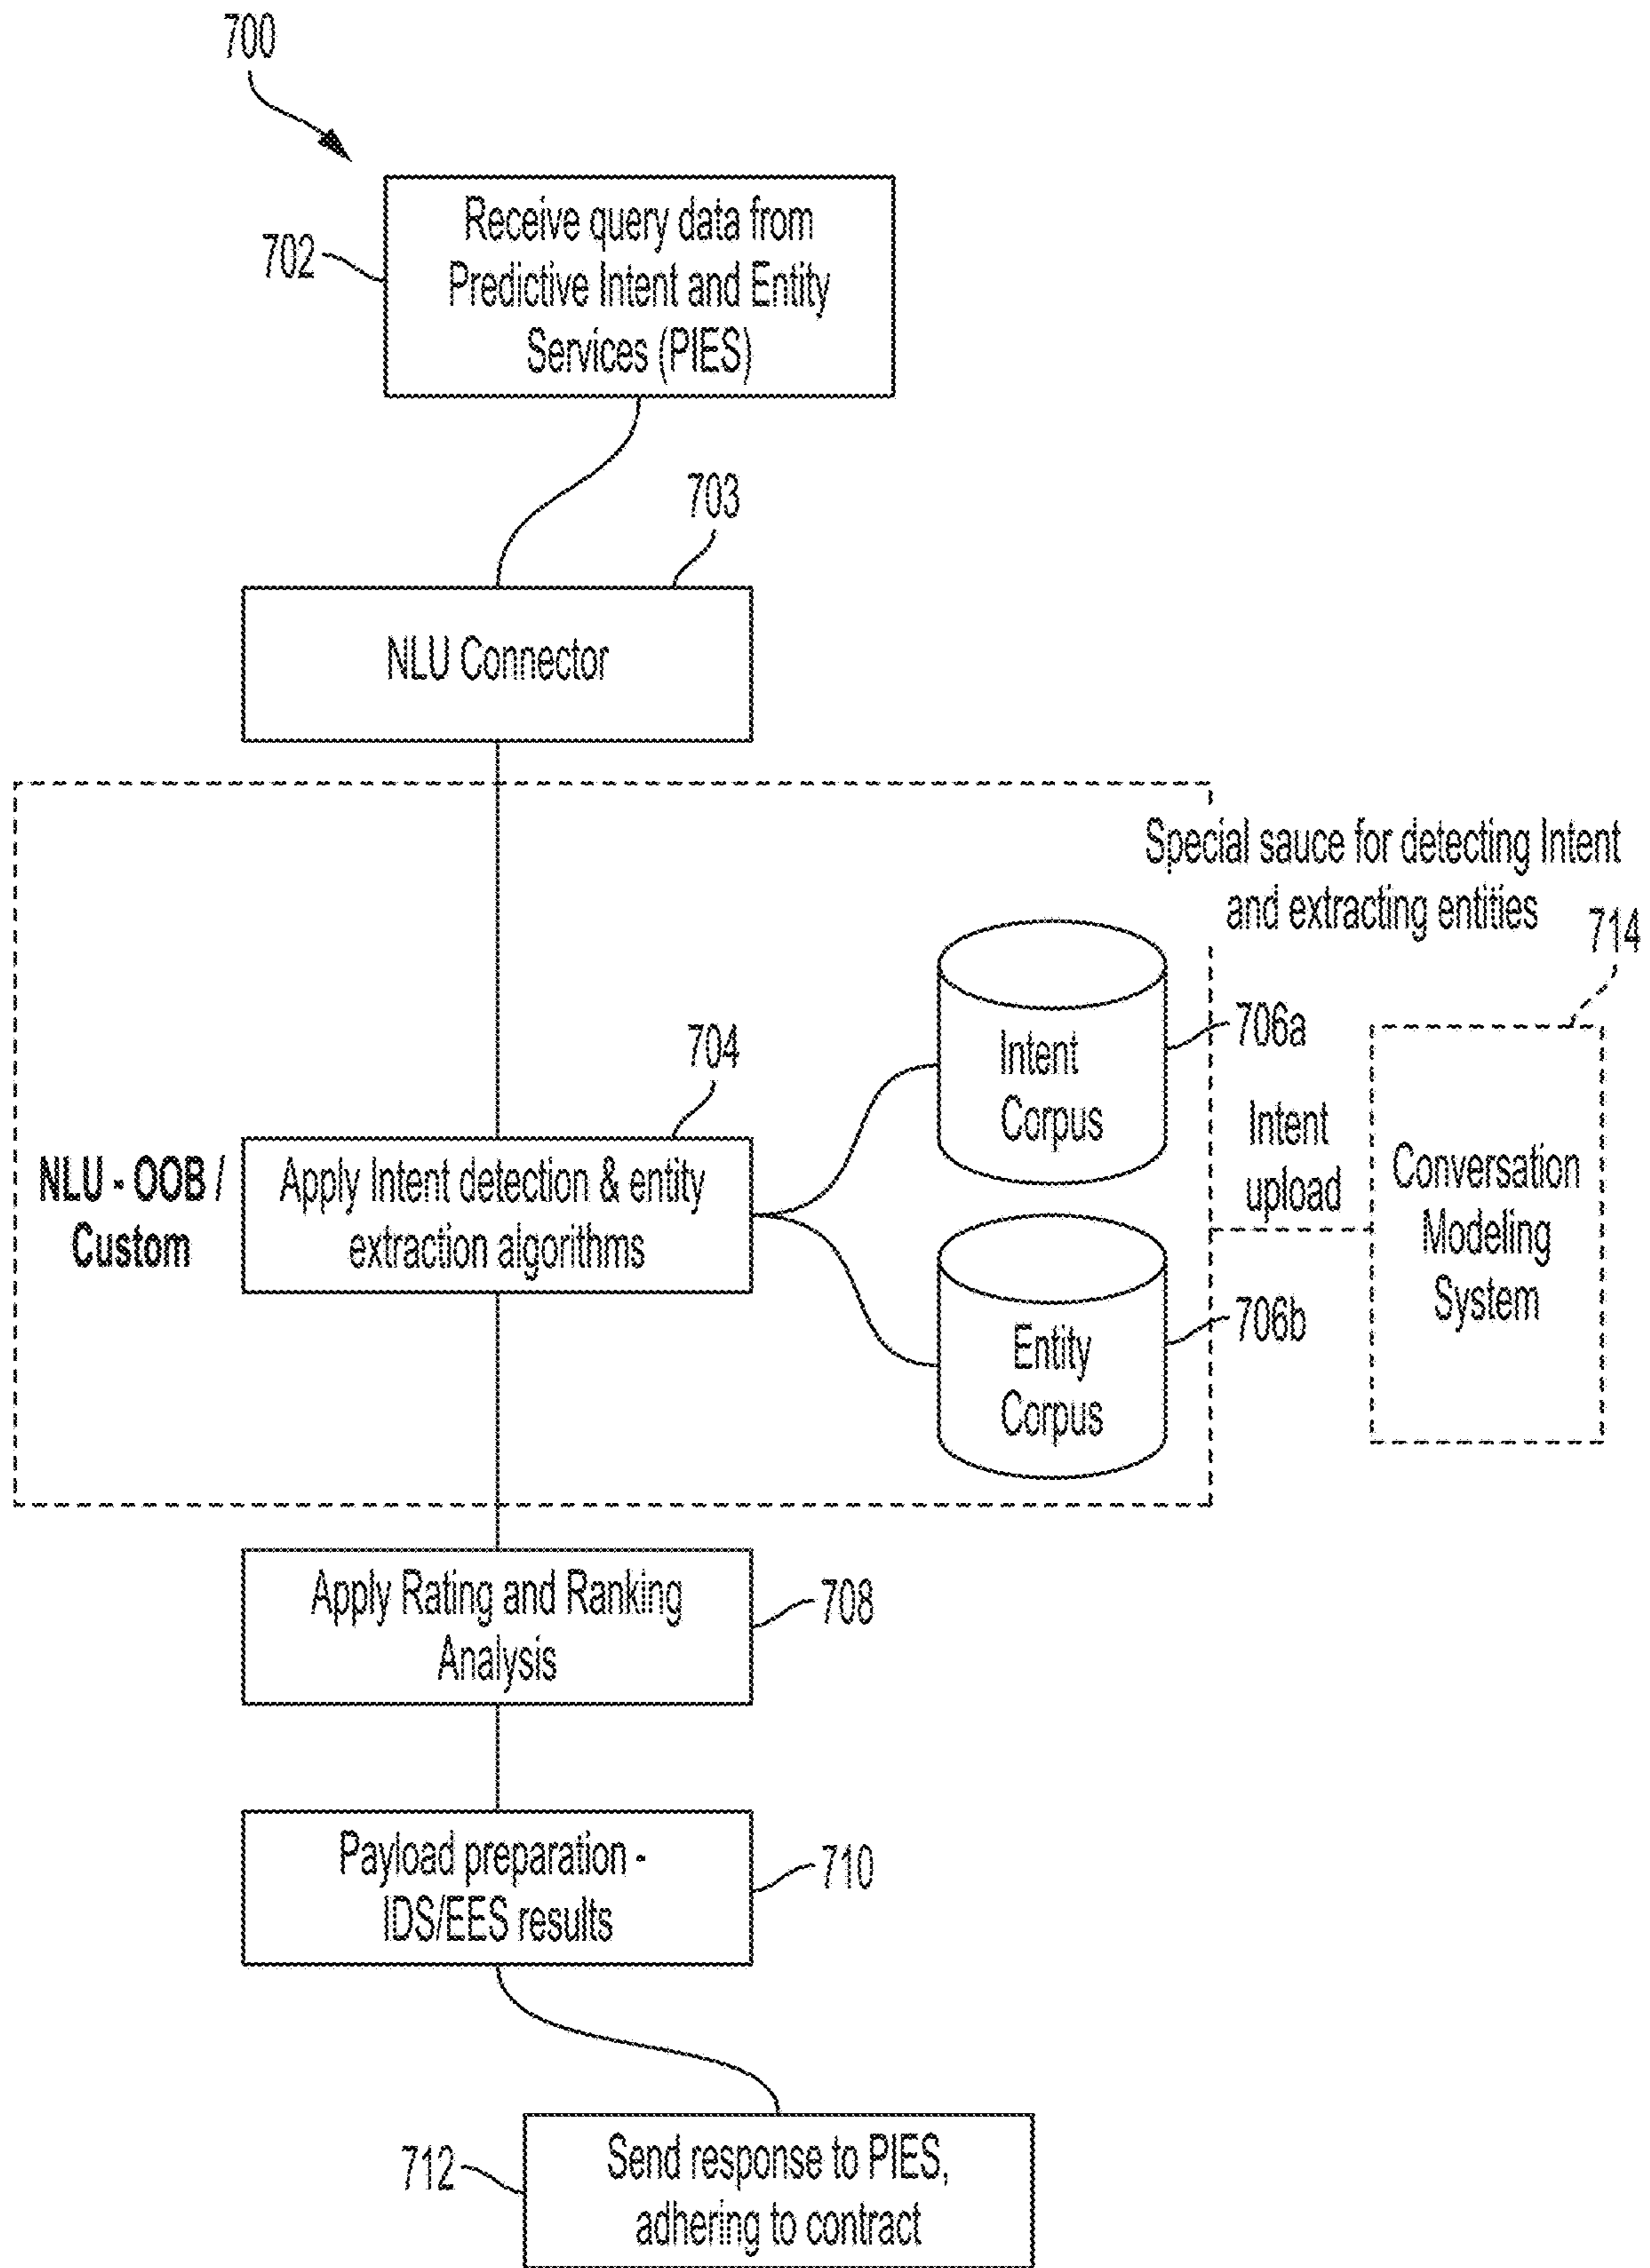 700
702
Receive query data from
Predictive Intent and Entity
Services (PIES)
703
NLU Connector
Special sauce for detecting Intent
and extracting entities
714
704
Intent
Corpus
706a
Intent
upload
Conversation
Modeling
System
NLU - OOB /
Custom
Apply Intent detection & entity
extraction algorithms
Entity
Corpus
706b
Apply Rating and Ranking
Analysis
708
Payload preparation -
IDS/EES results
710
712
Send response to PIES,
adhering to contract